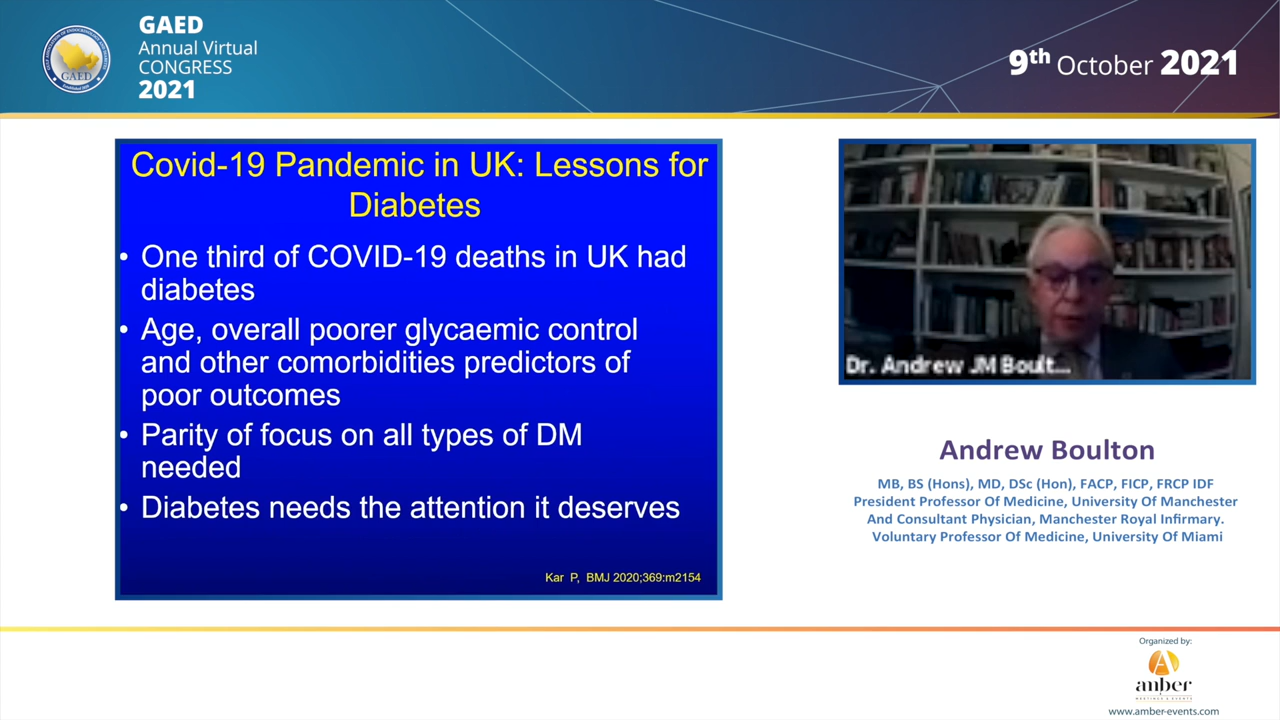 GAED
Annual Virtual
CONGRESS
2021
GAED
9th October 2021
Covid-19 Pandemic in UK: Lessons for
Diabetes
• One third of COVID-19 deaths in UK had
diabetes
• Age, overall poorer glycaemic control
and other comorbidities predictors of
poor outcomes
• Parity of focus on all types of DM
needed
• Diabetes needs the attention it deserves
Kar P, BMJ 2020;369:m2154
Dr. Andrew JM Boult...
Andrew Boulton
MB, BS (Hons), MD, DSc (Hon), FACP, FICP, FRCP IDF
President Professor Of Medicine, University Of Manchester
And Consultant Physician, Manchester Royal Infirmary.
Voluntary Professor Of Medicine, University Of Miami
Organized by:
anber
MEETINGS & EVENTS
www.amber-events.com